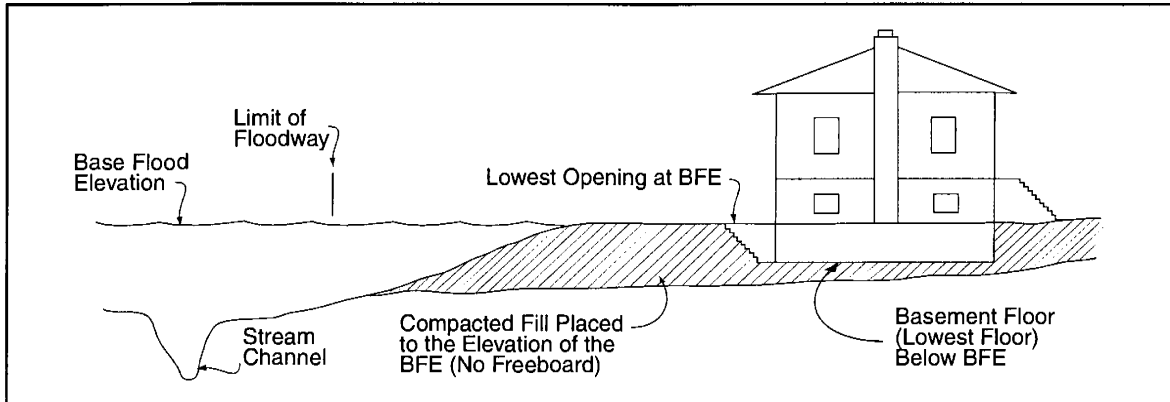 Limit of
Floodway
Base Flood
Elevation
Lowest Opening at BFE
Stream
Channel
Compacted Fill Placed
to the Elevation of the
BFE (No Freeboard)
Basement Floor
(Lowest Floor)
Below BFE